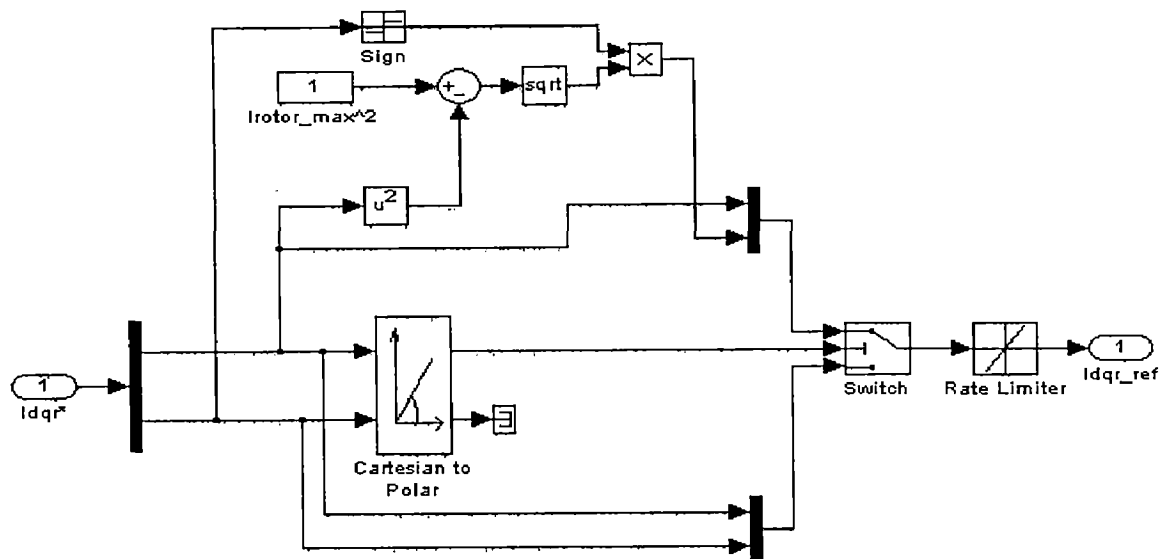 Sign
1
Irotor_max^2
+
-
sqrt
×
u²
1
Idqr*
Cartesian to
Polar
Switch
Rate Limiter
1
Idqr_ref